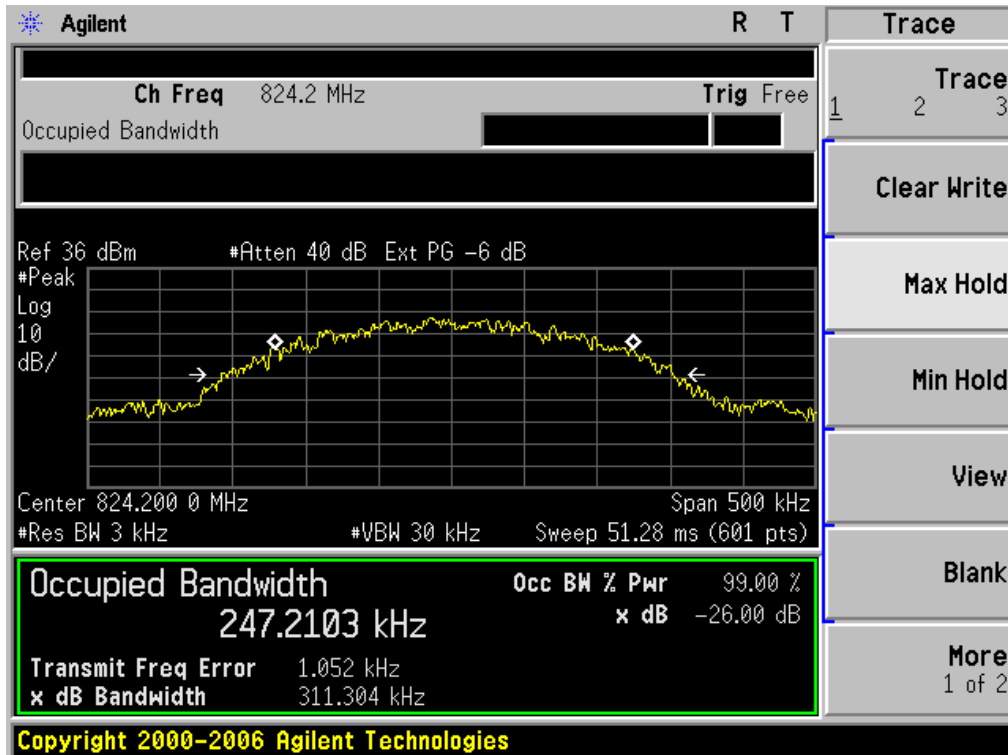 Agilent R T
Ch Freq 824.2 MHz Trig Free
Occupied Bandwidth
Ref 36 dBm #Atten 40 dB Ext PG -6 dB
#Peak
Log
10
dB/
Center 824.200 0 MHz Span 500 kHz
#Res BW 3 kHz #VBW 30 kHz Sweep 51.28 ms (601 pts)
Occupied Bandwidth Occ BW % Pwr 99.00 %
247.2103 kHz x dB -26.00 dB
Transmit Freq Error 1.052 kHz
x dB Bandwidth 311.304 kHz
Copyright 2000-2006 Agilent Technologies
Trace
Trace
1 2 3
Clear Write
Max Hold
Min Hold
View
Blank
More
1 of 2